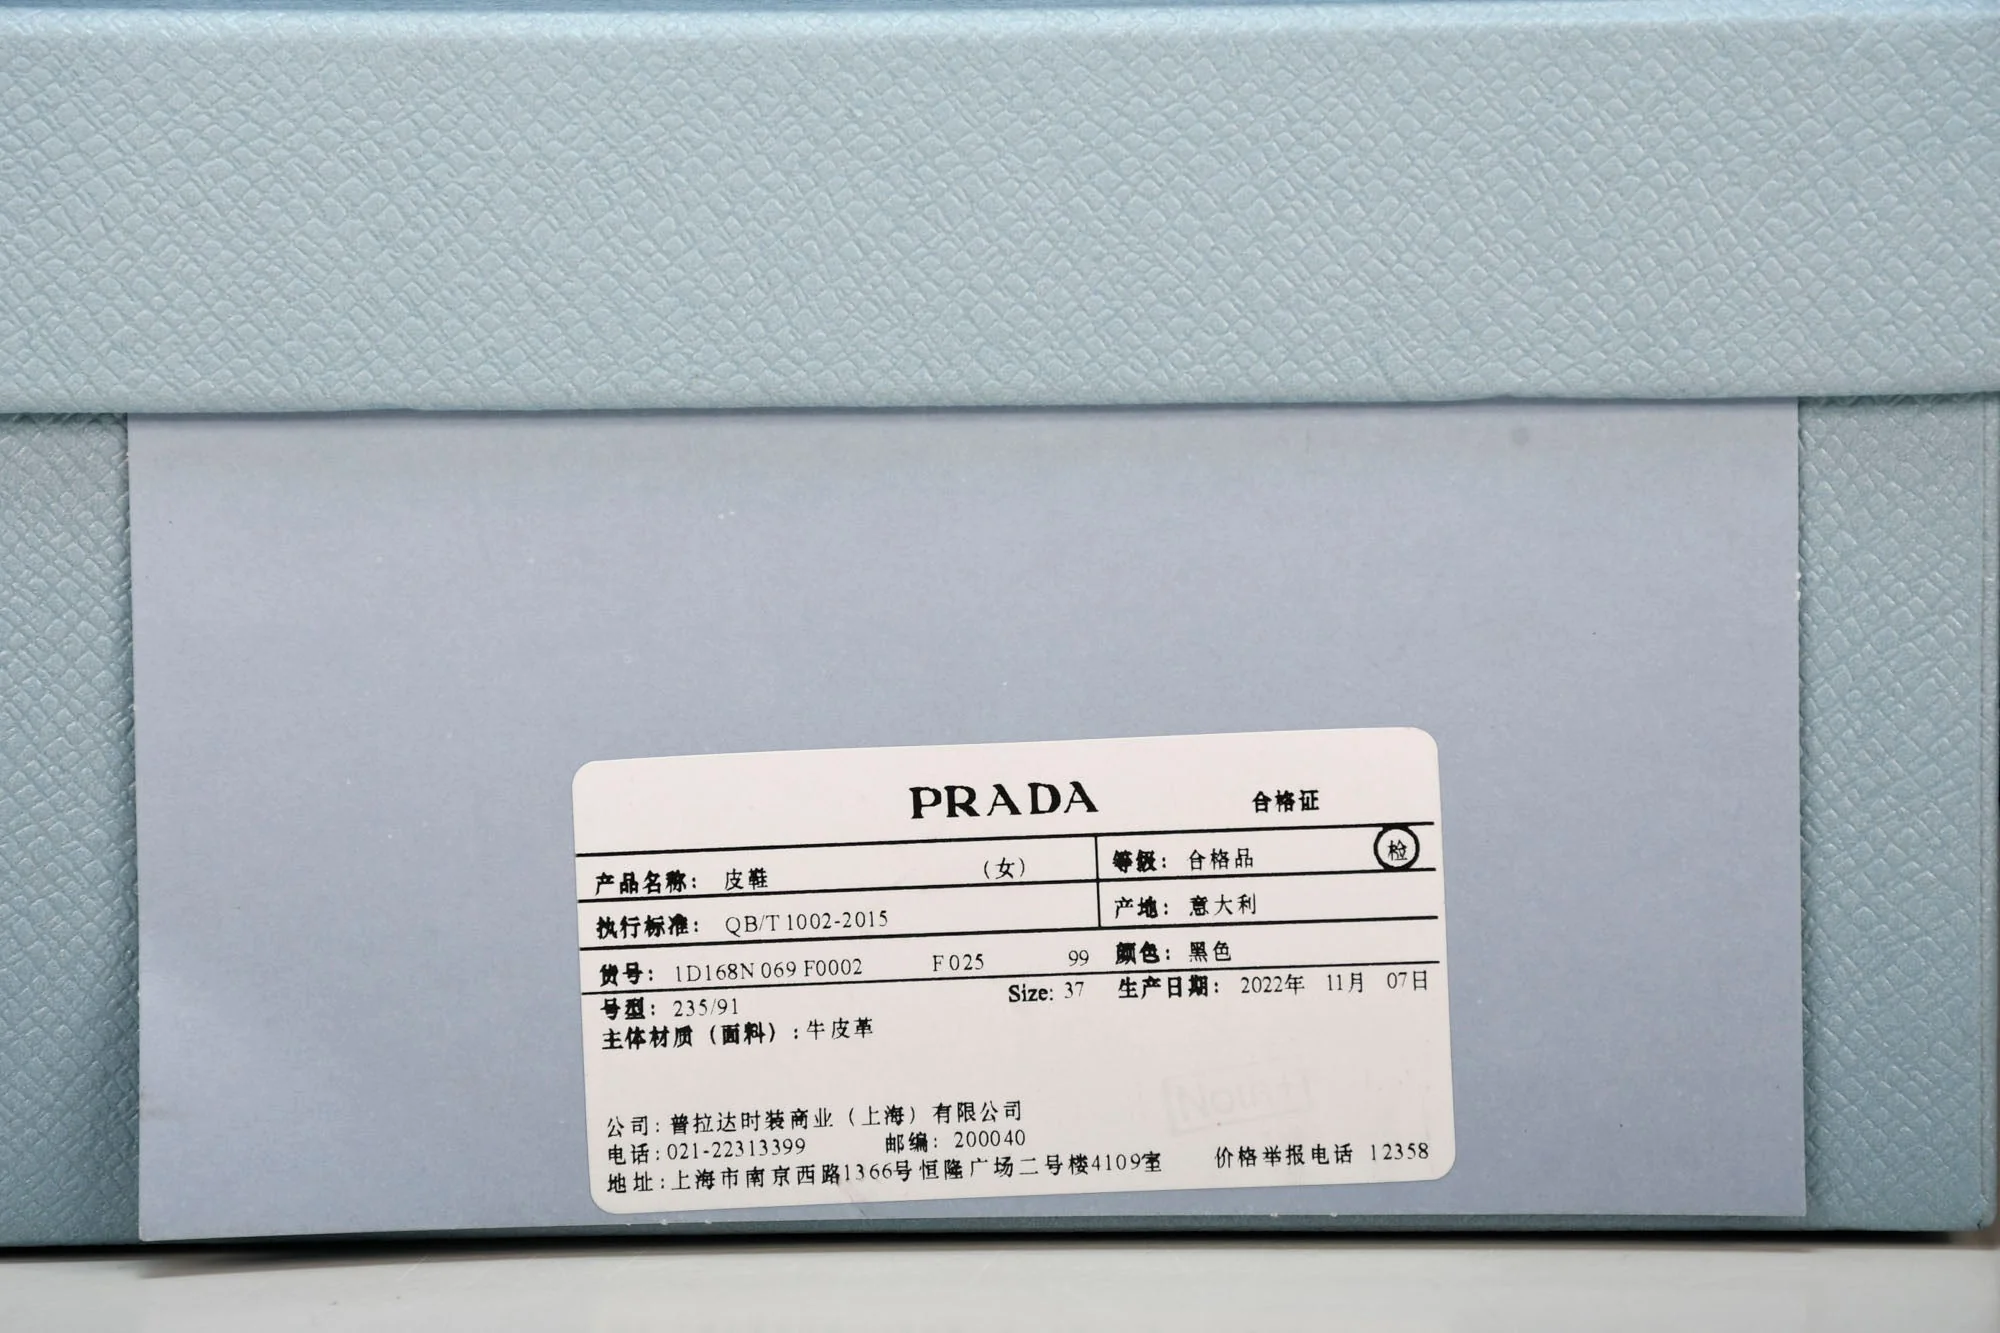 PRADA 合格证
产品名称： 皮鞋 （女） 等级： 合格品 检
执行标准： QB/T 1002-2015 产地： 意大利
货号： 1D168N 069 F0002 F 025 99 颜色： 黑色
号型： 235/91 Size: 37 生产日期： 2022年 11月 07日
主体材质（面料）：牛皮革
公司：普拉达时装商业（上海）有限公司
电话：021-22313399 邮编： 200040
地址：上海市南京西路1366号恒隆广场二号楼4109室 价格举报电话 12358